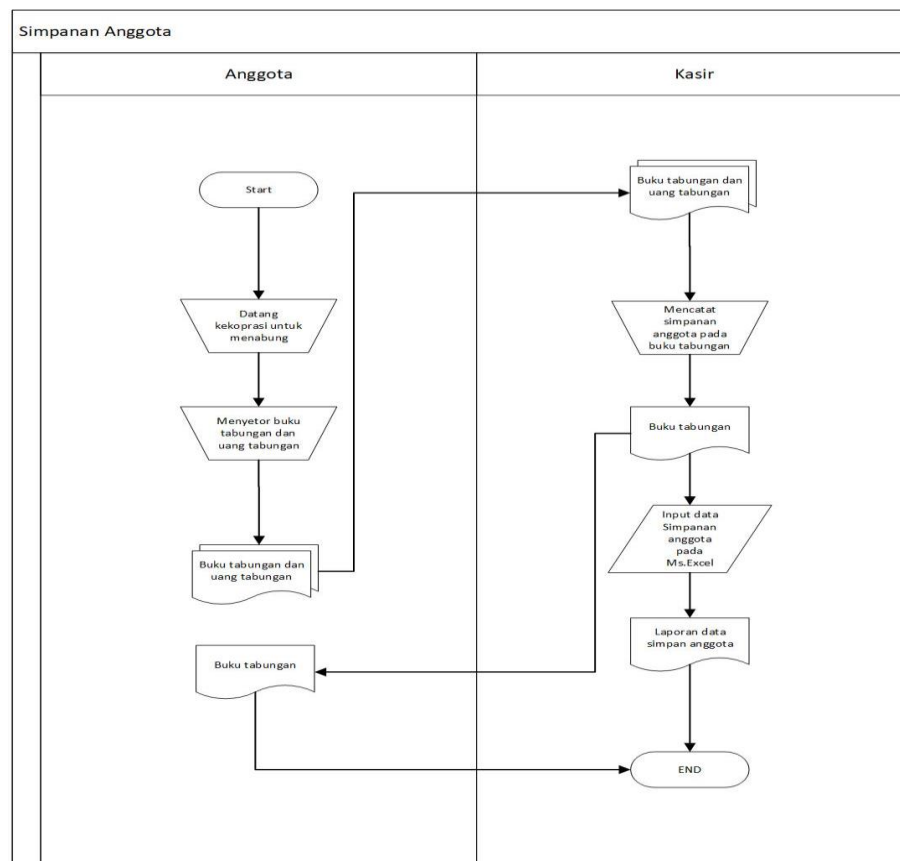 Simpanan Anggota
Anggota
Kasir
Start
Datang
kekoprasi untuk
menabung
Menyetor buku
tabungan dan
uang tabungan
Buku tabungan dan
uang tabungan
Buku tabungan
Buku tabungan dan
uang tabungan
Mencatat
simpanan
anggota pada
buku tabungan
Buku tabungan
Input data
Simpanan
anggota
pada
Ms.Excel
Laporan data
simpan anggota
END